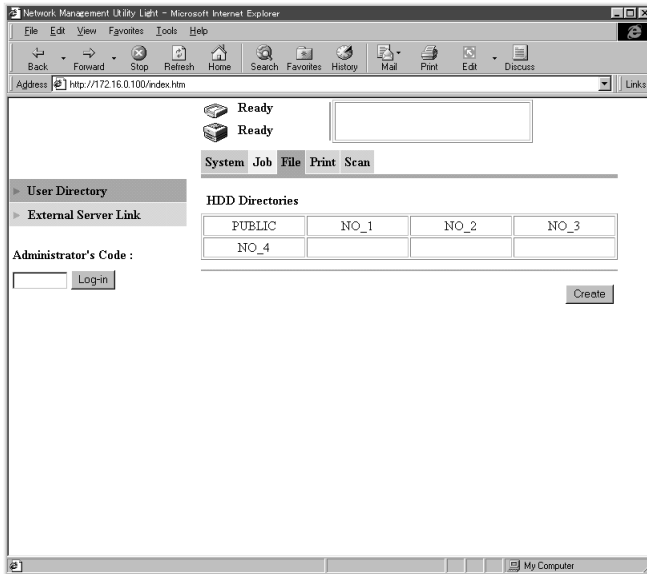 Network Management Utility Light - Microsoft Internet Explorer
File Edit View Favorites Tools Help
Back Forward Stop Refresh Home Search Favorites History Mail Print Edit Discuss
Address http://172.16.0.100/index.htm Links
Ready
Ready
System Job File Print Scan
User Directory
External Server Link
Administrator's Code :
Log-in
HDD Directories
PUBLIC NO_1 NO_2 NO_3
NO_4
Create
My Computer